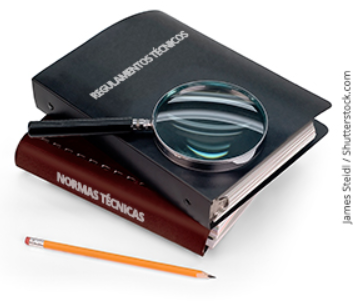 REGULAMENTOS TÉCNICOS
NORMAS TÉCNICAS
James Steidl / Shutterstock.com